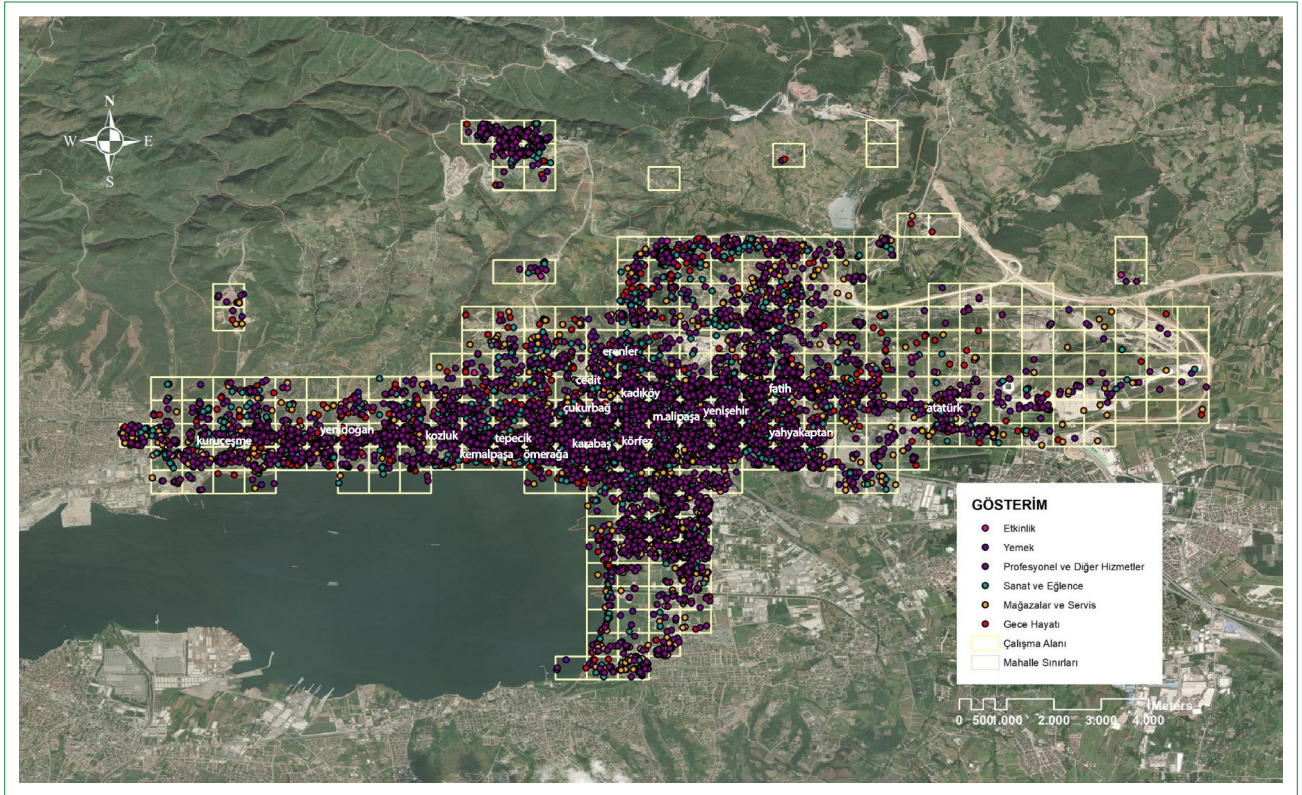 N
W E
S
erenler
cedit
kadıköy
fatih
çukurbağ
m.alipaşa
yenişehir
atatürk
kuruçeşme
yenidoğan
kozluk
tepecik
karabaş
körfez
yahyakaptan
kemalpaşa
ömerağa
GÖSTERİM
Etkinlik
Yemek
Profesyonel ve Diğer Hizmetler
Sanat ve Eğlence
Mağazalar ve Servis
Gece Hayatı
Çalışma Alanı
Mahalle Sınırları
Meters
0 500 1.000 2.000 3.000 4.000